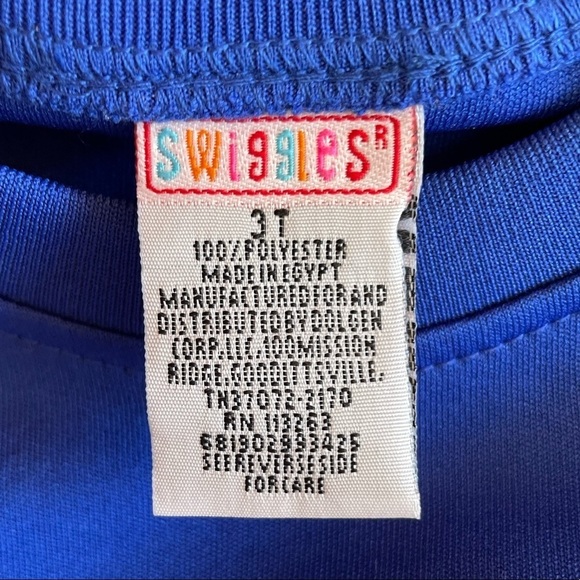 SWiggLeS R
3T
100%POLYESTER
MADEINEGYPT
MANUFACTUREDFORAND
DISTRIBUTEDBYDOLGEN
CORP.LLC.100MISSION
RIDGE.GOODLETTSVILLE.
TN37072-2170
RN 113263
681902993425
SEEREVERSESIDE
FORCARE